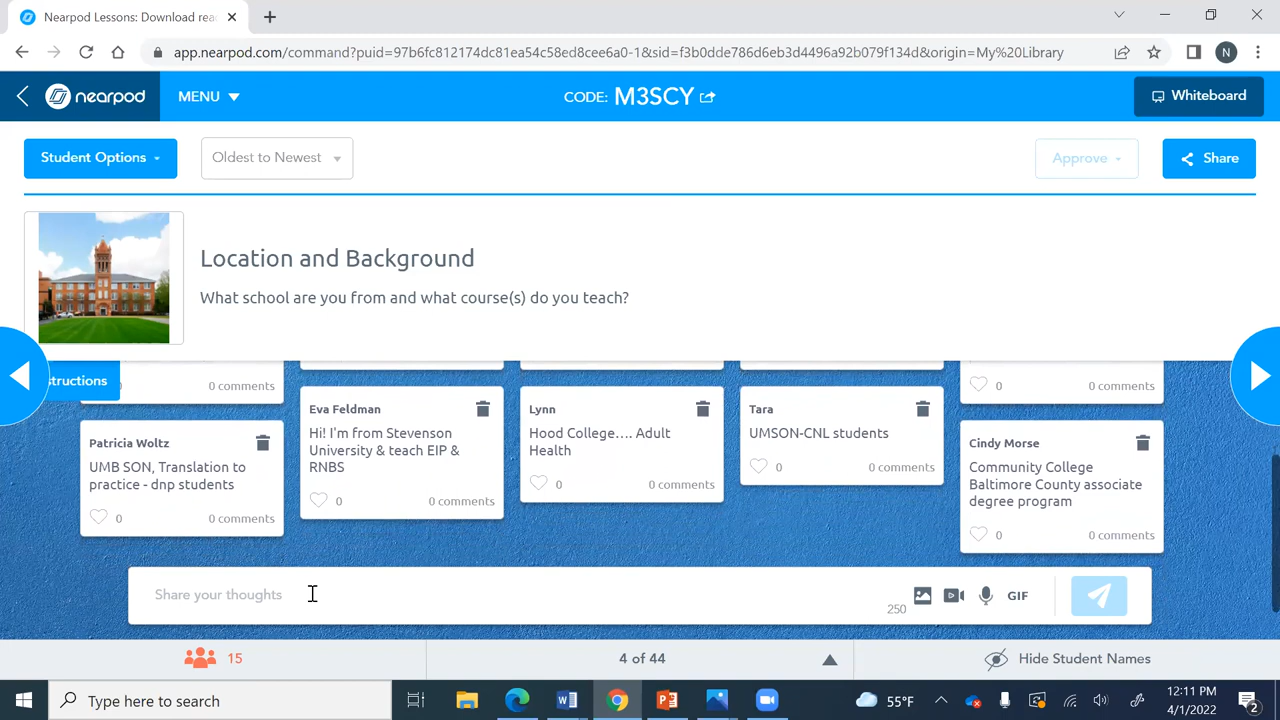 Nearpod Lessons: Download rea
app.nearpod.com/command?puid=97b6fc812174dc81ea54c58ed8cee6a0-1&sid=f3b0dde786d6eb3d4496a92b079f134d&origin=My%20Library
N
nearpod
MENU
CODE: M3SCY
Whiteboard
Student Options
Oldest to Newest
Approve
Share
Location and Background
What school are you from and what course(s) do you teach?
structions
0 comments
0
0 comments
Patricia Woltz
UMB SON, Translation to
practice - dnp students
0
0 comments
Eva Feldman
Hi! I'm from Stevenson
University & teach EIP &
RNBS
0
0 comments
Lynn
Hood College.... Adult
Health
0
0 comments
Tara
UMSON-CNL students
0
0 comments
Cindy Morse
Community College
Baltimore County associate
degree program
0
0 comments
Share your thoughts
250
GIF
15
4 of 44
Hide Student Names
Type here to search
55°F
12:11 PM
4/1/2022
2